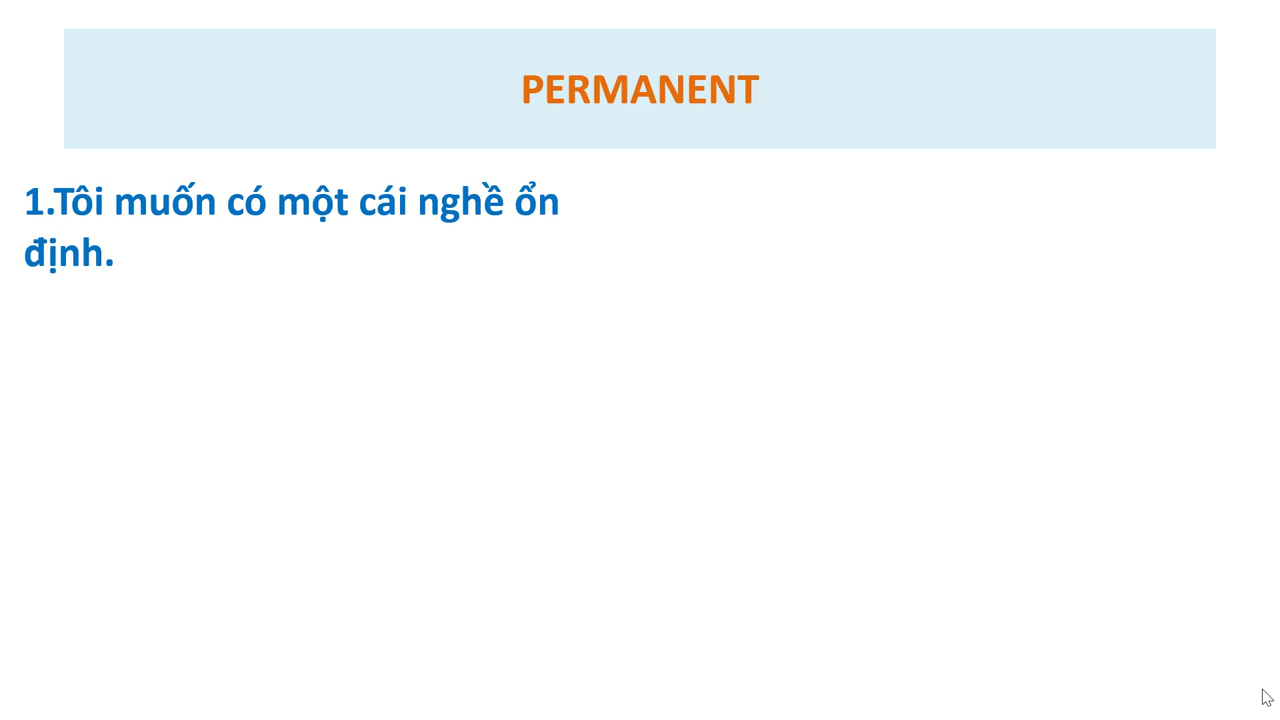 PERMANENT
1.Tôi muốn có một cái nghề ổn
định.